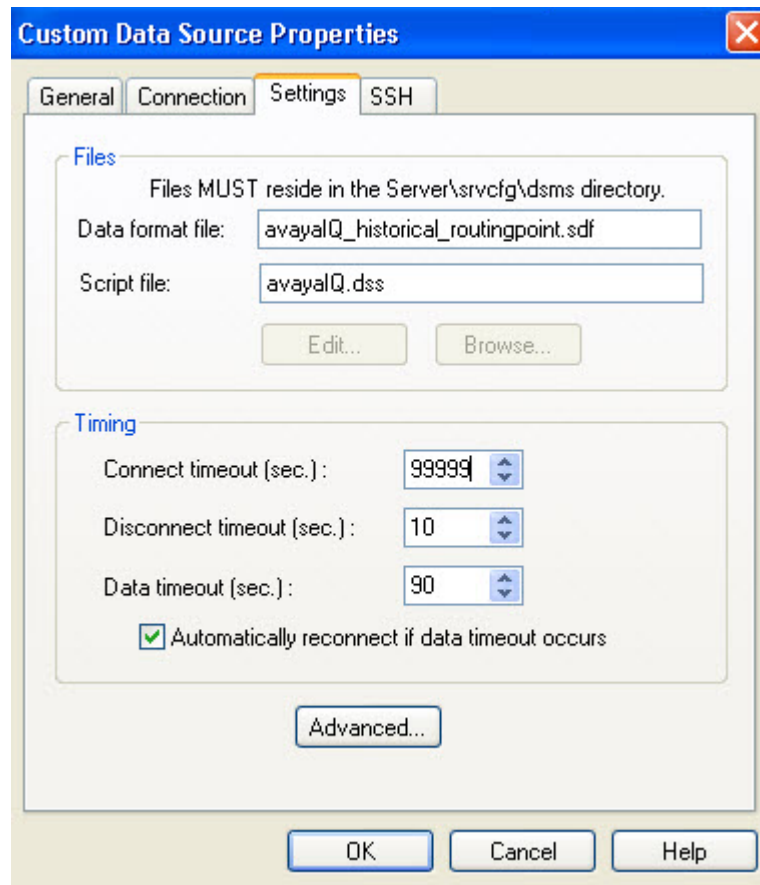 Custom Data Source Properties
General Connection Settings SSH
Files
Files MUST reside in the Server\srvcfg\dsms directory.
Data format file: avayaIQ_historical_routingpoint.sdf
Script file: avayaIQ.dss
Edit... Browse...
Timing
Connect timeout (sec.) : 99999
Disconnect timeout (sec.) : 10
Data timeout (sec.) : 90
Automatically reconnect if data timeout occurs
Advanced...
OK Cancel Help